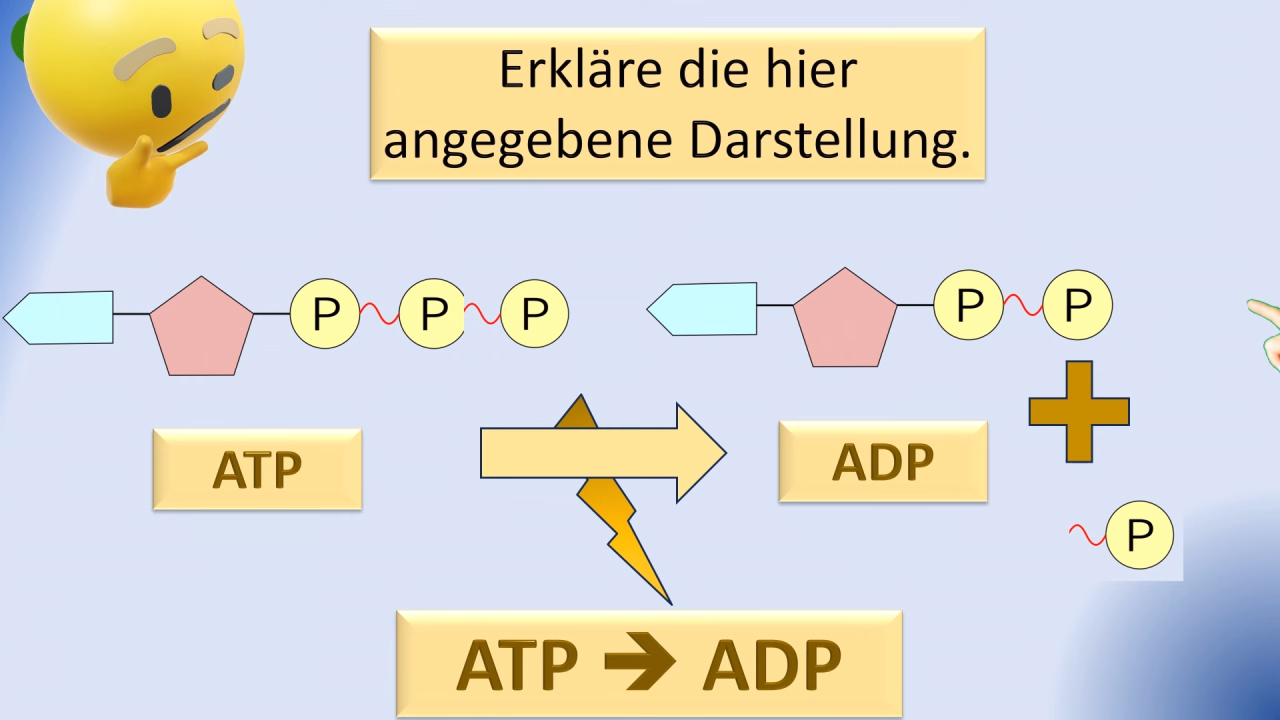 Erkläre die hier
angegebene Darstellung.
P P P
P P
ATP
ADP
P
ATP → ADP